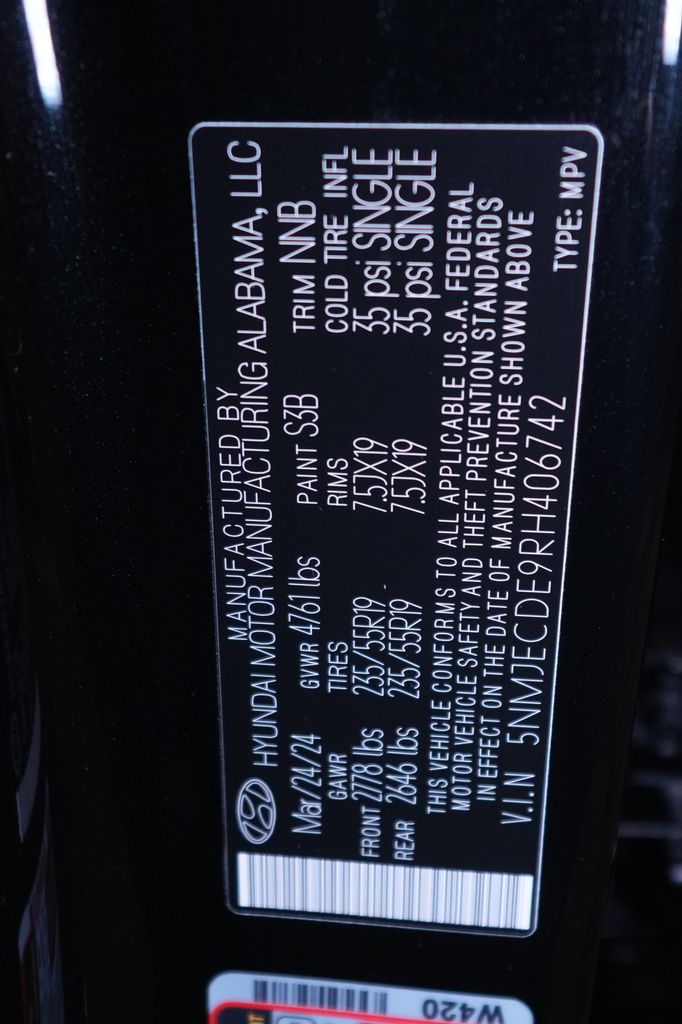 MANUFACTURED BY
HYUNDAI MOTOR MANUFACTURING ALABAMA, LLC
Mar/24/24 GVWR 4761 lbs PAINT S3B TRIM NNB
GAWR TIRES RIMS COLD TIRE INFL
FRONT 2778 lbs 235/55R19 7.5JX19 35 psi SINGLE
REAR 2646 lbs 235/55R19 7.5JX19 35 psi SINGLE
THIS VEHICLE CONFORMS TO ALL APPLICABLE U.S.A. FEDERAL
MOTOR VEHICLE SAFETY AND THEFT PREVENTION STANDARDS
IN EFFECT ON THE DATE OF MANUFACTURE SHOWN ABOVE
V.I.N 5NMJECDE9RH406742 TYPE: MPV
W420